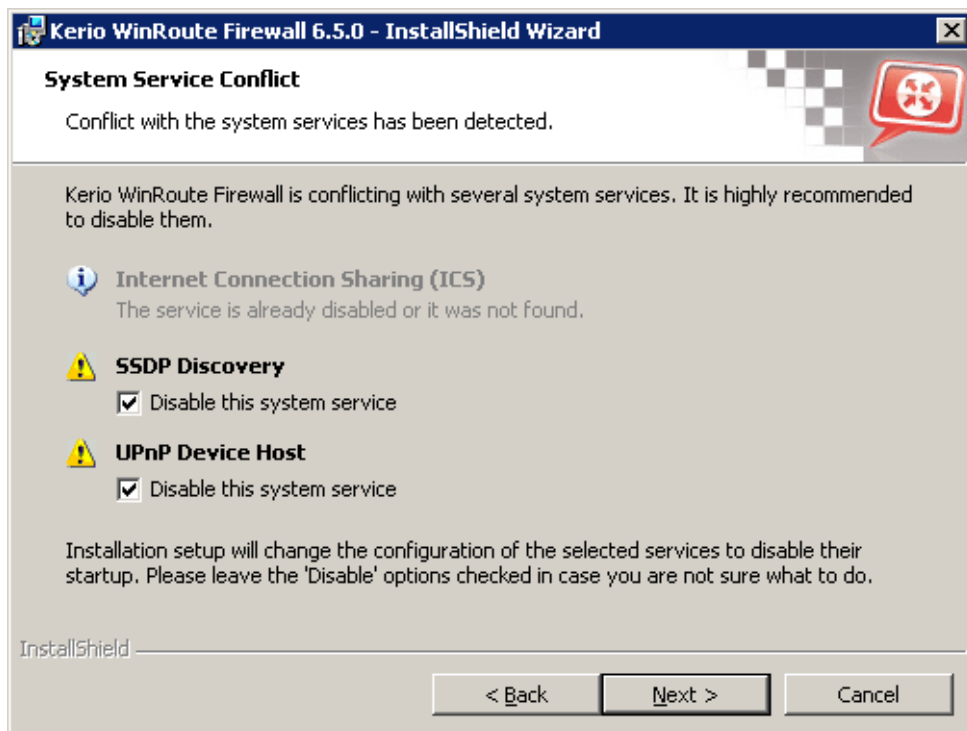 Kerio WinRoute Firewall 6.5.0 - InstallShield Wizard
System Service Conflict
Conflict with the system services has been detected.
Kerio WinRoute Firewall is conflicting with several system services. It is highly recommended
to disable them.
Internet Connection Sharing (ICS)
The service is already disabled or it was not found.
SSDP Discovery
Disable this system service
UPnP Device Host
Disable this system service
Installation setup will change the configuration of the selected services to disable their
startup. Please leave the 'Disable' options checked in case you are not sure what to do.
InstallShield
< Back Next > Cancel